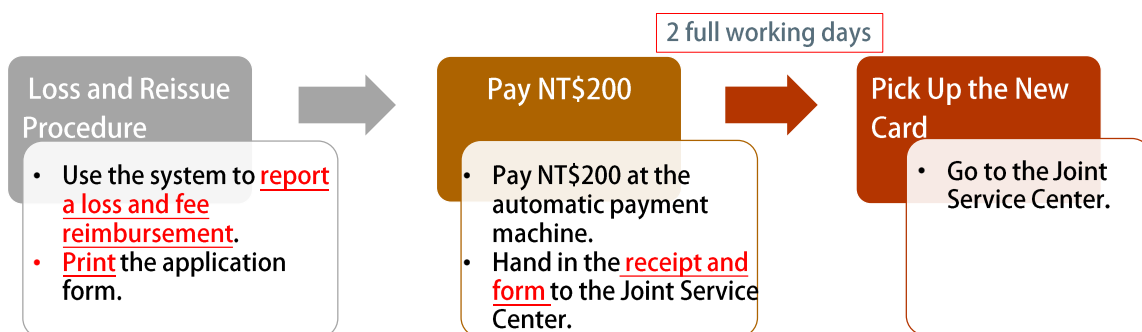 2 full working days
Loss and Reissue
Procedure
• Use the system to report
a loss and fee
reimbursement.
• Print the application
form.
Pay NT$200
• Pay NT$200 at the
automatic payment
machine.
• Hand in the receipt and
form to the Joint Service
Center.
Pick Up the New
Card
• Go to the Joint
Service Center.